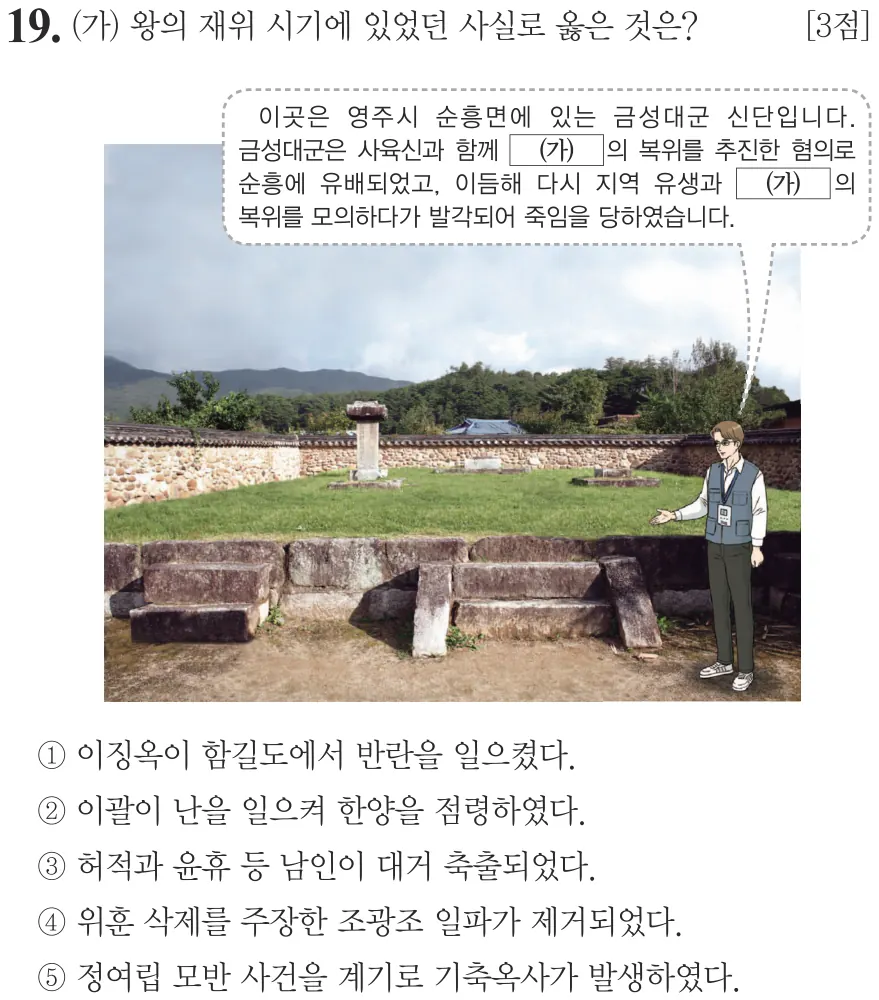 19. (가) 왕의 재위 시기에 있었던 사실로 옳은 것은? [3점]
이곳은 영주시 순흥면에 있는 금성대군 신단입니다.
금성대군은 사육신과 함께 (가) 의 복위를 추진한 혐의로
순흥에 유배되었고, 이듬해 다시 지역 유생과 (가) 의
복위를 모의하다가 발각되어 죽임을 당하였습니다.
① 이징옥이 함길도에서 반란을 일으켰다.
② 이괄이 난을 일으켜 한양을 점령하였다.
③ 허적과 윤휴 등 남인이 대거 축출되었다.
④ 위훈 삭제를 주장한 조광조 일파가 제거되었다.
⑤ 정여립 모반 사건을 계기로 기축옥사가 발생하였다.